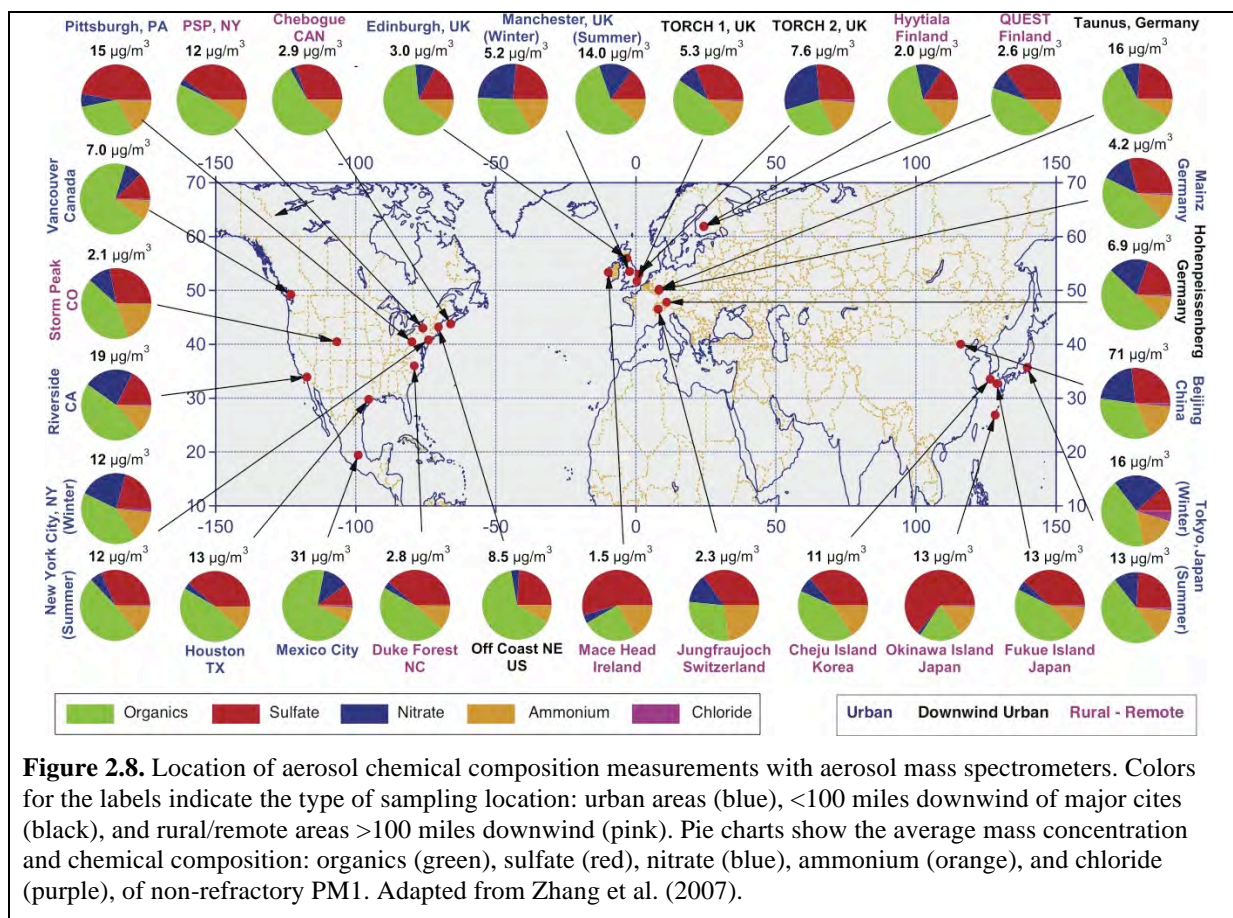 Pittsburgh, PA
15 µg/m³
PSP, NY
12 µg/m³
Chebogue
CAN
2.9 µg/m³
Edinburgh, UK
3.0 µg/m³
Manchester, UK
(Winter)
5.2 µg/m³
(Summer)
14.0 µg/m³
TORCH 1, UK
5.3 µg/m³
TORCH 2, UK
7.6 µg/m³
Hyytiala
Finland
2.0 µg/m³
QUEST
Finland
2.6 µg/m³
Taunus, Germany
16 µg/m³
-150
-100
-50
0
50
100
150
70
60
50
40
30
20
10
70
60
50
40
30
20
10
-150
-100
-50
0
50
100
150
7.0 µg/m³
Vancouver
Canada
2.1 µg/m³
Storm Peak
CO
19 µg/m³
Riverside
CA
12 µg/m³
New York City, NY
(Winter)
12 µg/m³
(Summer)
4.2 µg/m³
Mainz
Germany
6.9 µg/m³
Hohenpeissenberg
Germany
71 µg/m³
Beijing
China
16 µg/m³
Tokyo, Japan
(Winter)
13 µg/m³
(Summer)
13 µg/m³
Houston
TX
31 µg/m³
Mexico City
2.8 µg/m³
Duke Forest
NC
8.5 µg/m³
Off Coast NE
US
1.5 µg/m³
Mace Head
Ireland
2.3 µg/m³
Jungfraujoch
Switzerland
11 µg/m³
Cheju Island
Korea
13 µg/m³
Okinawa Island
Japan
13 µg/m³
Fukue Island
Japan
Organics
Sulfate
Nitrate
Ammonium
Chloride
Urban
Downwind Urban
Rural - Remote
Figure 2.8. Location of aerosol chemical composition measurements with aerosol mass spectrometers. Colors
for the labels indicate the type of sampling location: urban areas (blue), <100 miles downwind of major cites
(black), and rural/remote areas >100 miles downwind (pink). Pie charts show the average mass concentration
and chemical composition: organics (green), sulfate (red), nitrate (blue), ammonium (orange), and chloride
(purple), of non-refractory PM1. Adapted from Zhang et al. (2007).